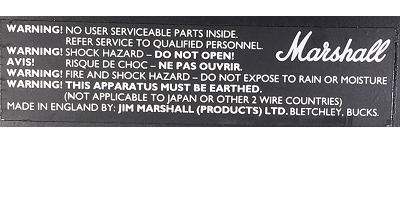 WARNING! NO USER SERVICEABLE PARTS INSIDE.
REFER SERVICE TO QUALIFIED PERSONNEL.
WARNING! SHOCK HAZARD – DO NOT OPEN!
AVIS! RISQUE DE CHOC – NE PAS OUVRIR.
WARNING! FIRE AND SHOCK HAZARD – DO NOT EXPOSE TO RAIN OR MOISTURE
WARNING! THIS APPARATUS MUST BE EARTHED.
(NOT APPLICABLE TO JAPAN OR OTHER 2 WIRE COUNTRIES)
MADE IN ENGLAND BY: JIM MARSHALL (PRODUCTS) LTD. BLETCHLEY, BUCKS.
Marshall